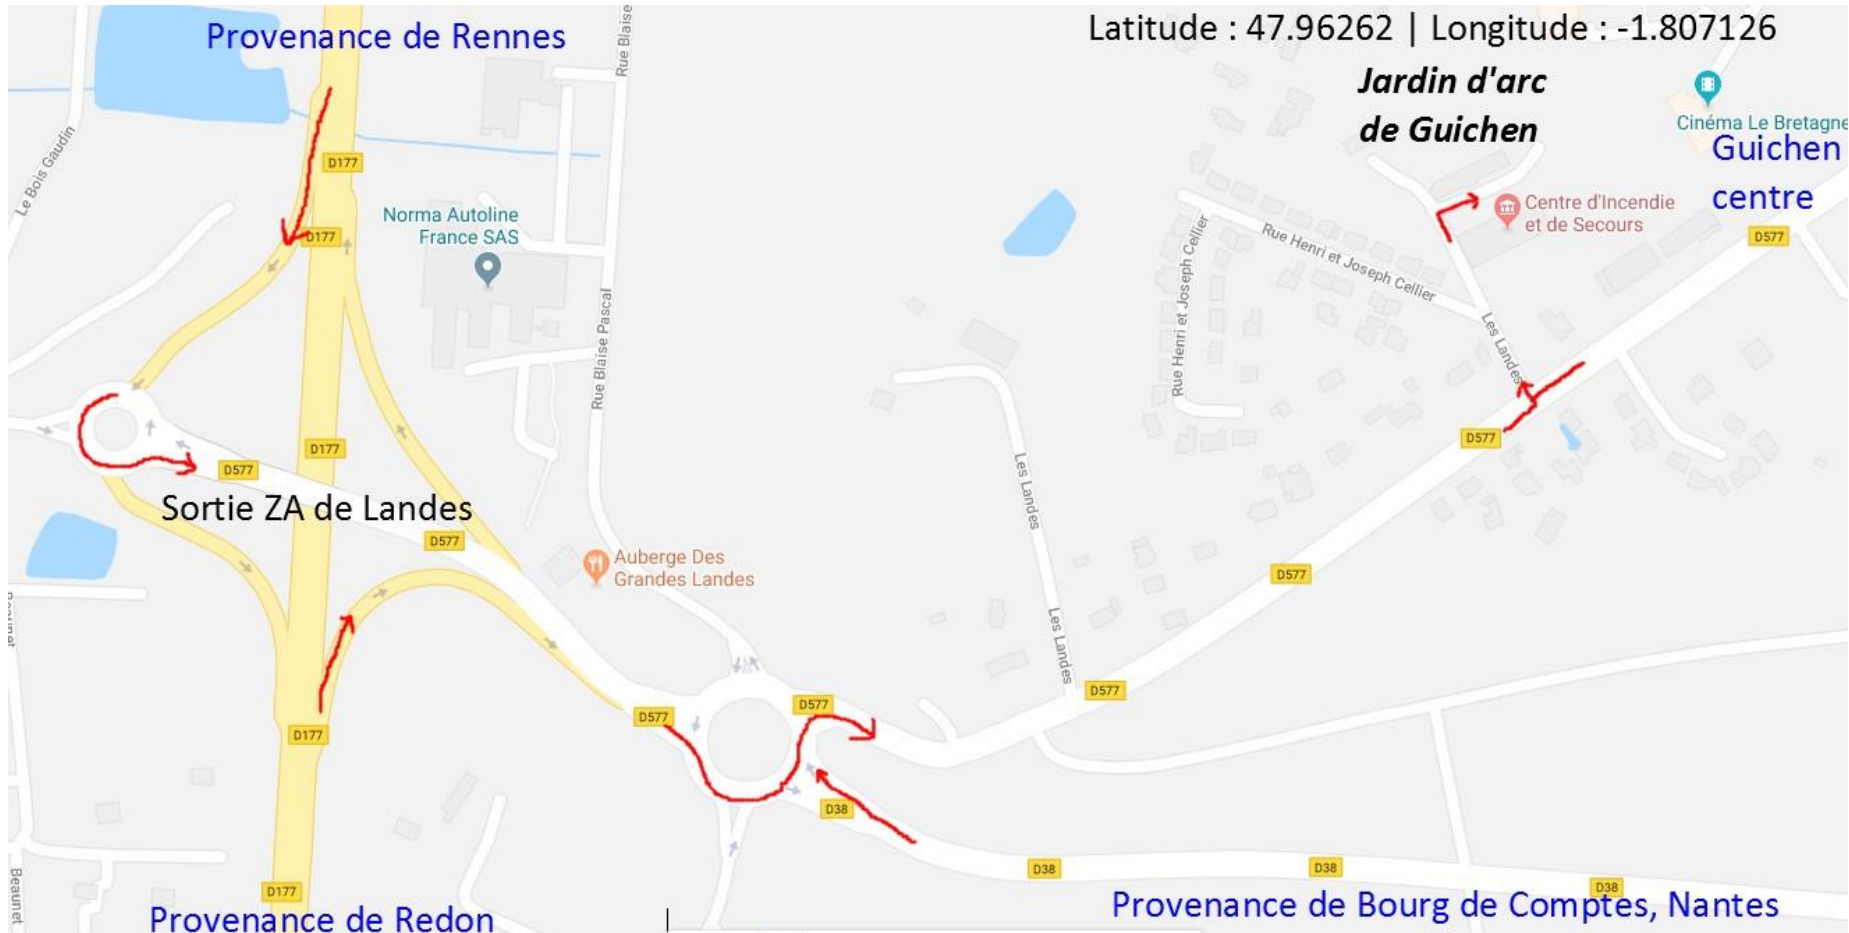 Provenance de Rennes
Latitude : 47.96262 | Longitude : -1.807126
Jardin d'arc
de Guichen
Cinéma Le Bretagne
Guichen
centre
Rue Blaise
Le Bois Gaudin
D177
D177
Norma Autoline
France SAS
Centre d'Incendie
et de Secours
D577
Rue Henri et Joseph Cellier
Rue Henri et Joseph Cellier
Rue Blaise Pascal
Les Landes
D577
D177
D577
Sortie ZA de Landes
D577
Les Landes
Auberge Des
Grandes Landes
D577
Les Landes
D577
D577
D577
D177
D38
D38
D38
D38
D177
Beaunet
Provenance de Redon
Provenance de Bourg de Comptes, Nantes